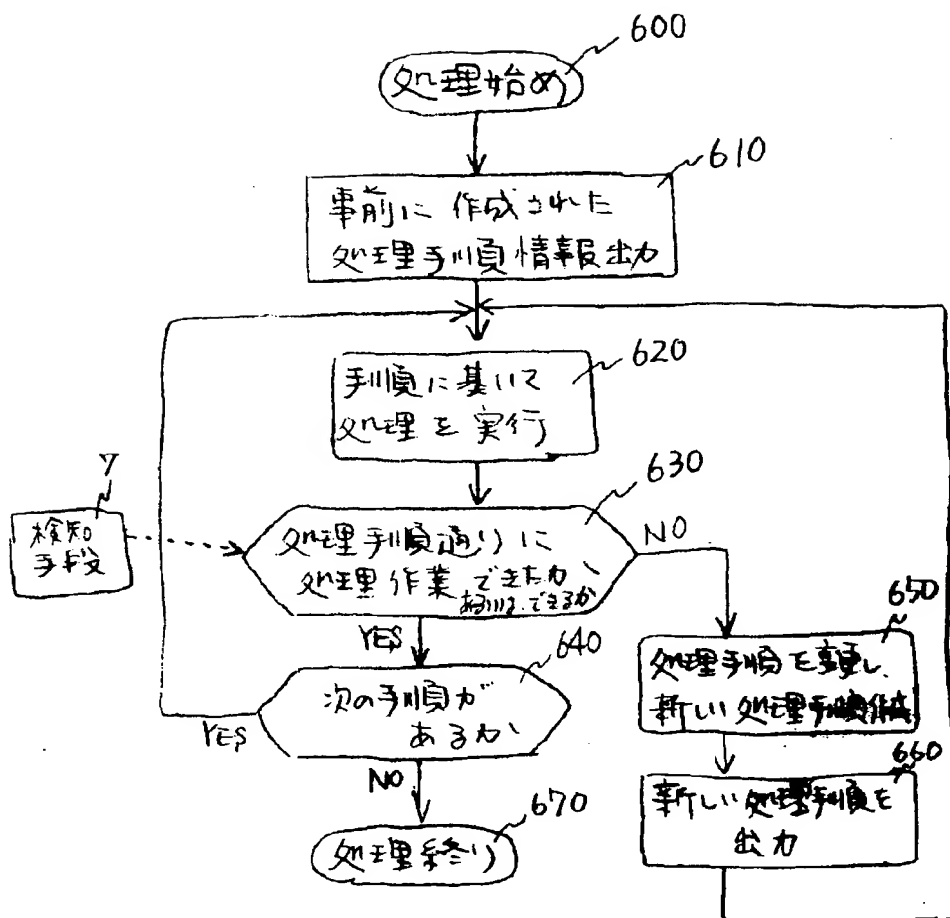 600
処理始め
610
事前に作成された
処理手順情報出力
620
手順に基いて
処理を実行
7
検知
手段
630
処理手順通りに
処理作業できたか、
あるいは、できるか
NO
YES
640
次の手順が
あるか
YES
NO
650
処理手順を変更し、
新しい処理手順作成
660
新しい処理手順を
出力
670
処理終り